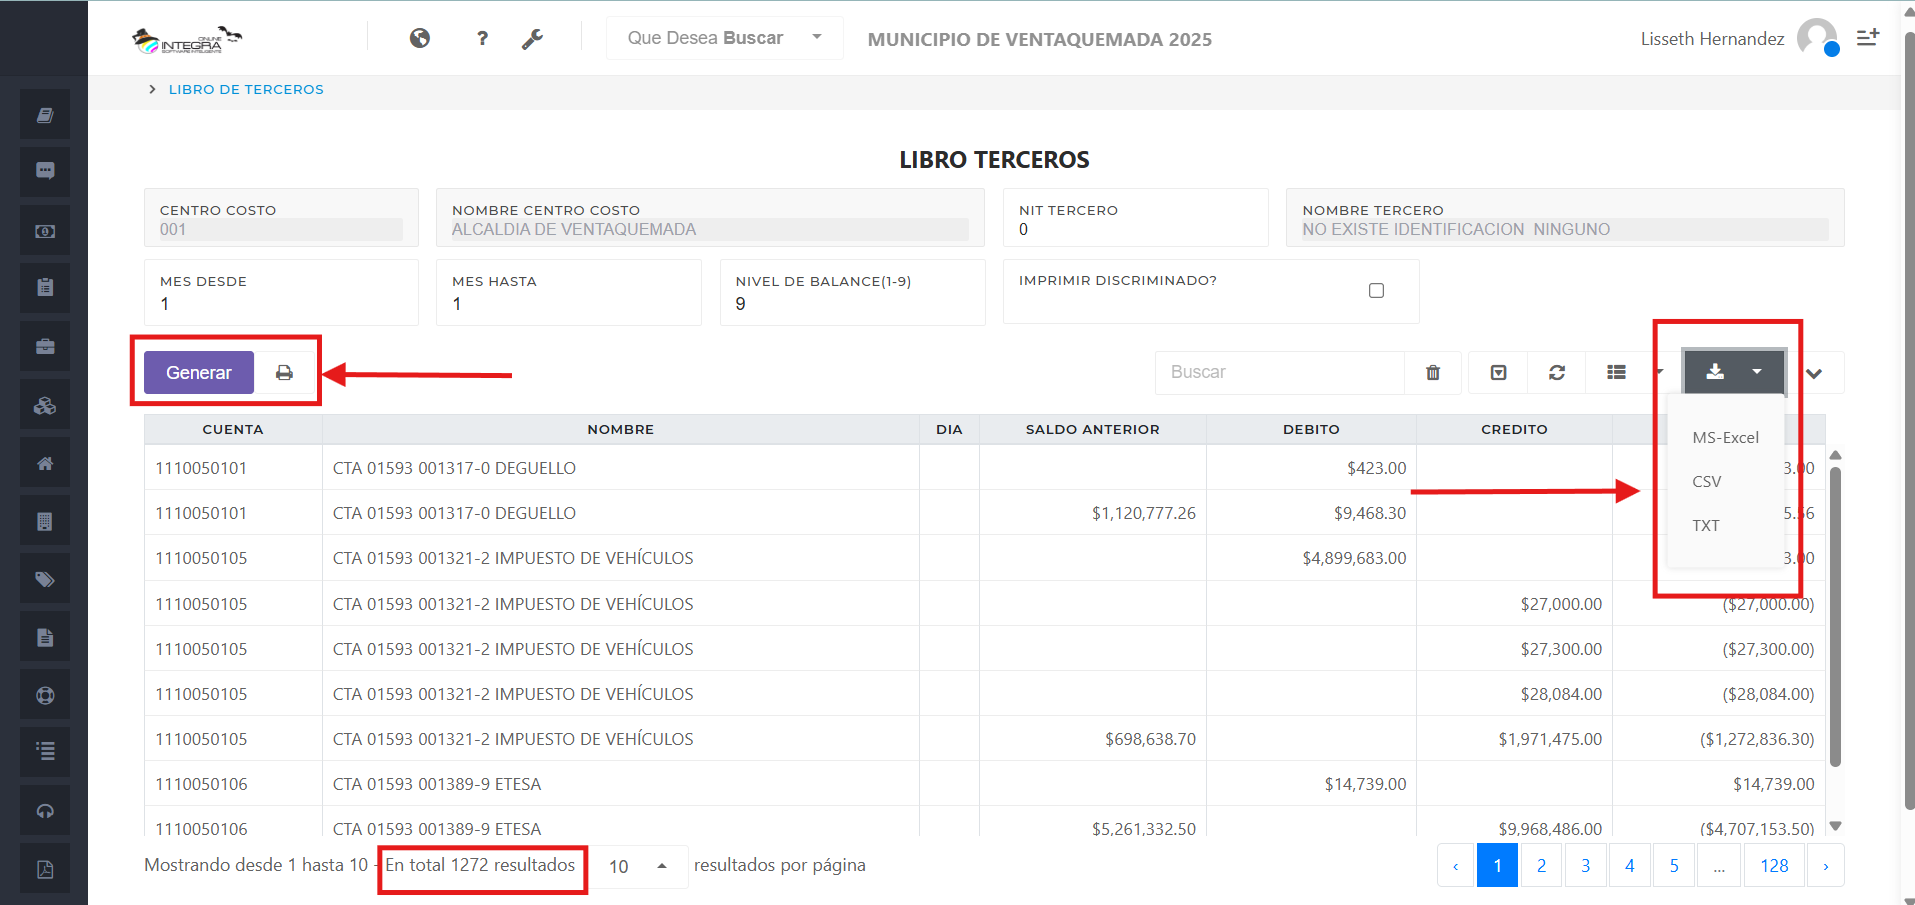 ONLINE
INTEGRA
SOFTWARE INTELIGENTE
?
Que Desea Buscar
MUNICIPIO DE VENTAQUEMADA 2025
Lisseth Hernandez
> LIBRO DE TERCEROS
LIBRO TERCEROS
CENTRO COSTO
001
NOMBRE CENTRO COSTO
ALCALDIA DE VENTAQUEMADA
NIT TERCERO
0
NOMBRE TERCERO
NO EXISTE IDENTIFICACION NINGUNO
MES DESDE
1
MES HASTA
1
NIVEL DE BALANCE(1-9)
9
IMPRIMIR DISCRIMINADO?
Generar
Buscar
MS-Excel
CSV
TXT
CUENTA NOMBRE DIA SALDO ANTERIOR DEBITO CREDITO
1110050101 CTA 01593 001317-0 DEGUELLO $423.00 3.00
1110050101 CTA 01593 001317-0 DEGUELLO $1,120,777.26 $9,468.30 5.56
1110050105 CTA 01593 001321-2 IMPUESTO DE VEHÍCULOS $4,899,683.00 3.00
1110050105 CTA 01593 001321-2 IMPUESTO DE VEHÍCULOS $27,000.00 ($27,000.00)
1110050105 CTA 01593 001321-2 IMPUESTO DE VEHÍCULOS $27,300.00 ($27,300.00)
1110050105 CTA 01593 001321-2 IMPUESTO DE VEHÍCULOS $28,084.00 ($28,084.00)
1110050105 CTA 01593 001321-2 IMPUESTO DE VEHÍCULOS $698,638.70 $1,971,475.00 ($1,272,836.30)
1110050106 CTA 01593 001389-9 ETESA $14,739.00 $14,739.00
1110050106 CTA 01593 001389-9 ETESA $5,261,332.50 $9,968,486.00 ($4,707,153.50)
Mostrando desde 1 hasta 10 - En total 1272 resultados 10 resultados por página
‹ 1 2 3 4 5 ... 128 ›